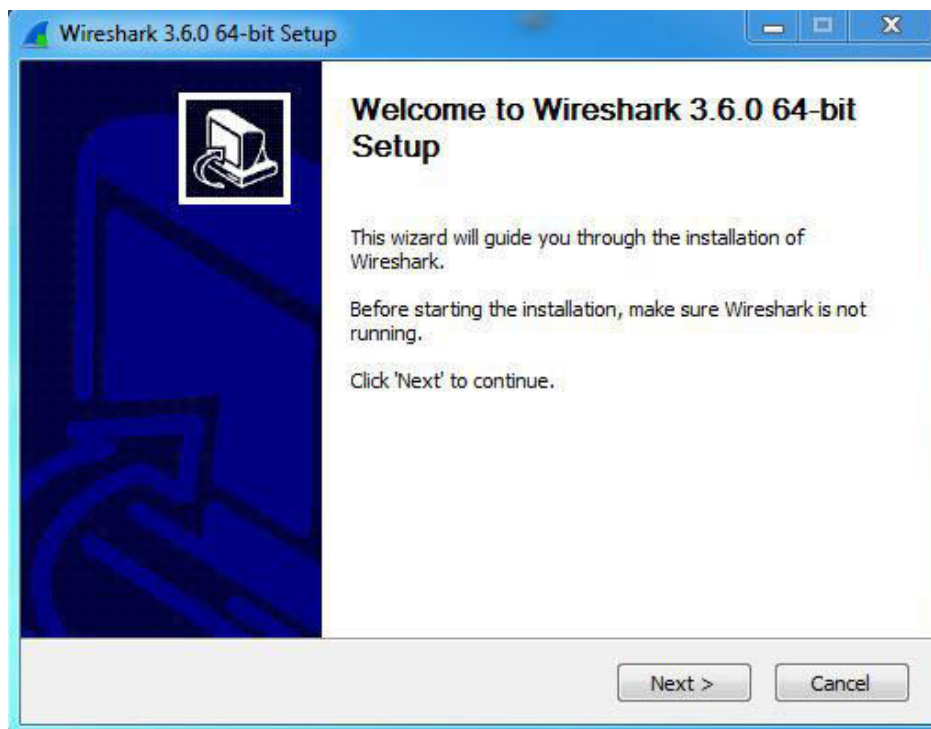 Wireshark 3.6.0 64-bit Setup
Welcome to Wireshark 3.6.0 64-bit
Setup
This wizard will guide you through the installation of
Wireshark.
Before starting the installation, make sure Wireshark is not
running.
Click 'Next' to continue.
Next >
Cancel